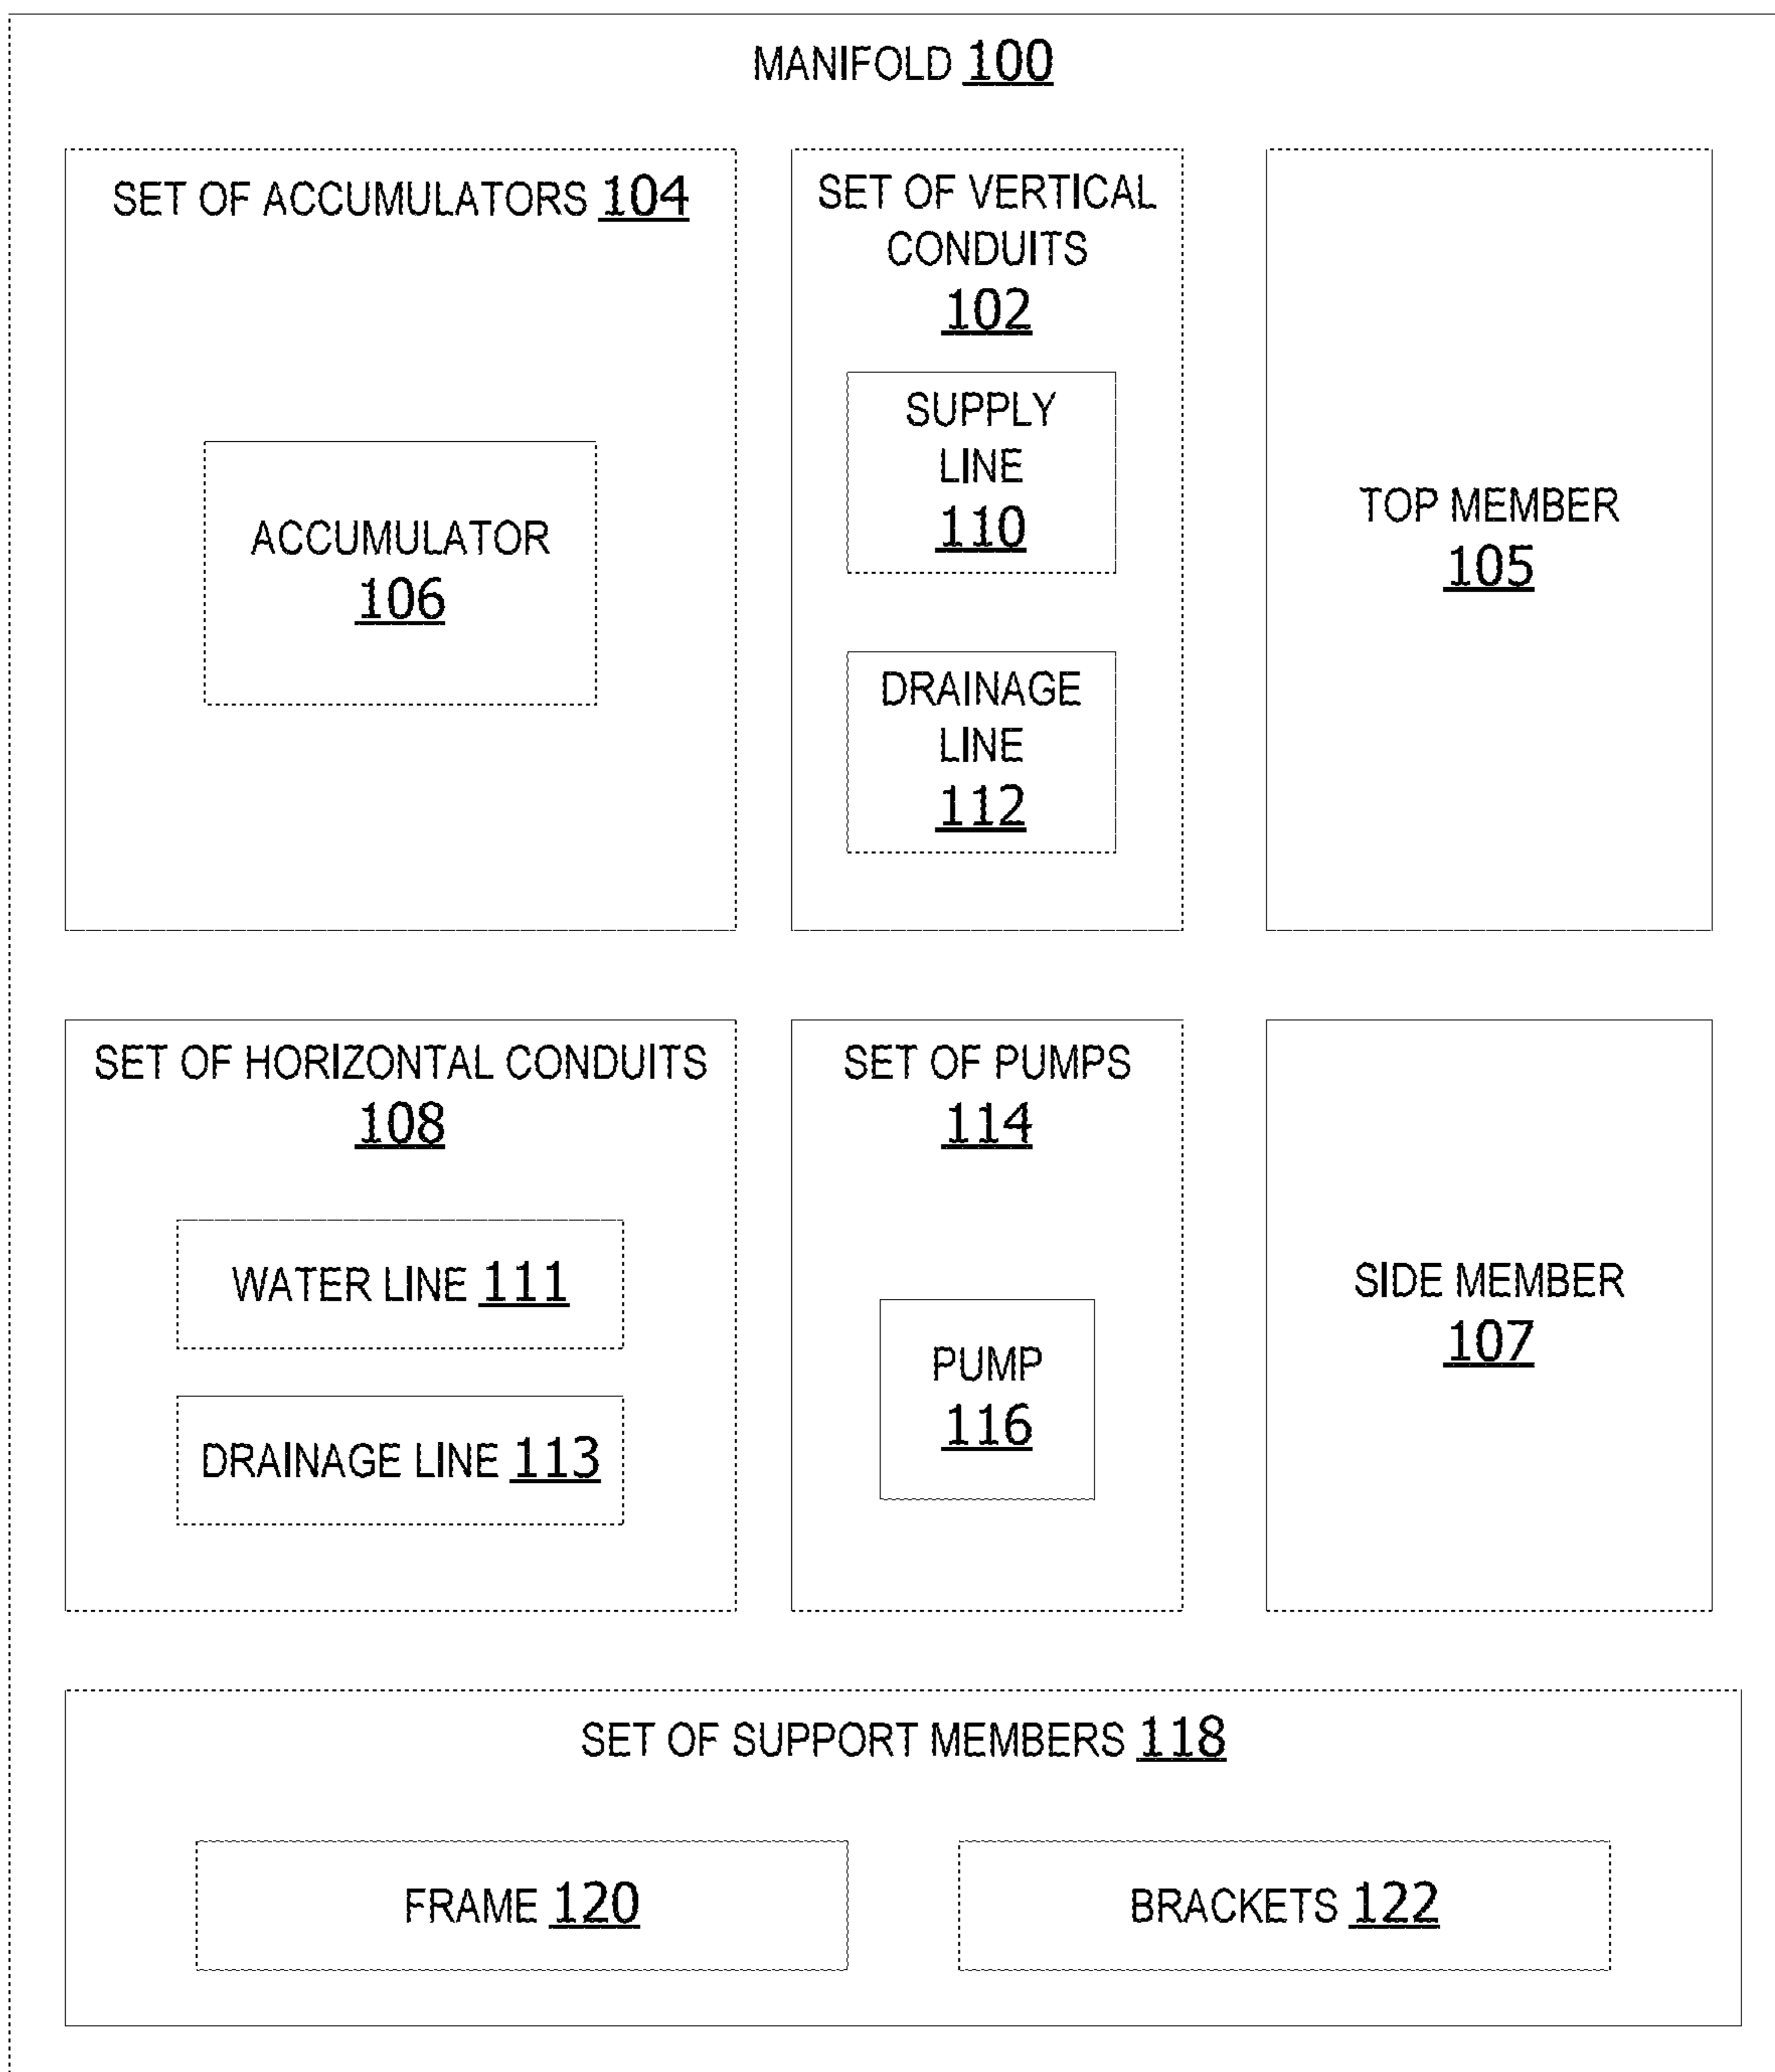 MANIFOLD 100
SET OF ACCUMULATORS 104
ACCUMULATOR
106
SET OF VERTICAL
CONDUITS
102
SUPPLY
LINE
110
DRAINAGE
LINE
112
TOP MEMBER
105
SET OF HORIZONTAL CONDUITS
108
WATER LINE 111
DRAINAGE LINE 113
SET OF PUMPS
114
PUMP
116
SIDE MEMBER
107
SET OF SUPPORT MEMBERS 118
FRAME 120
BRACKETS 122